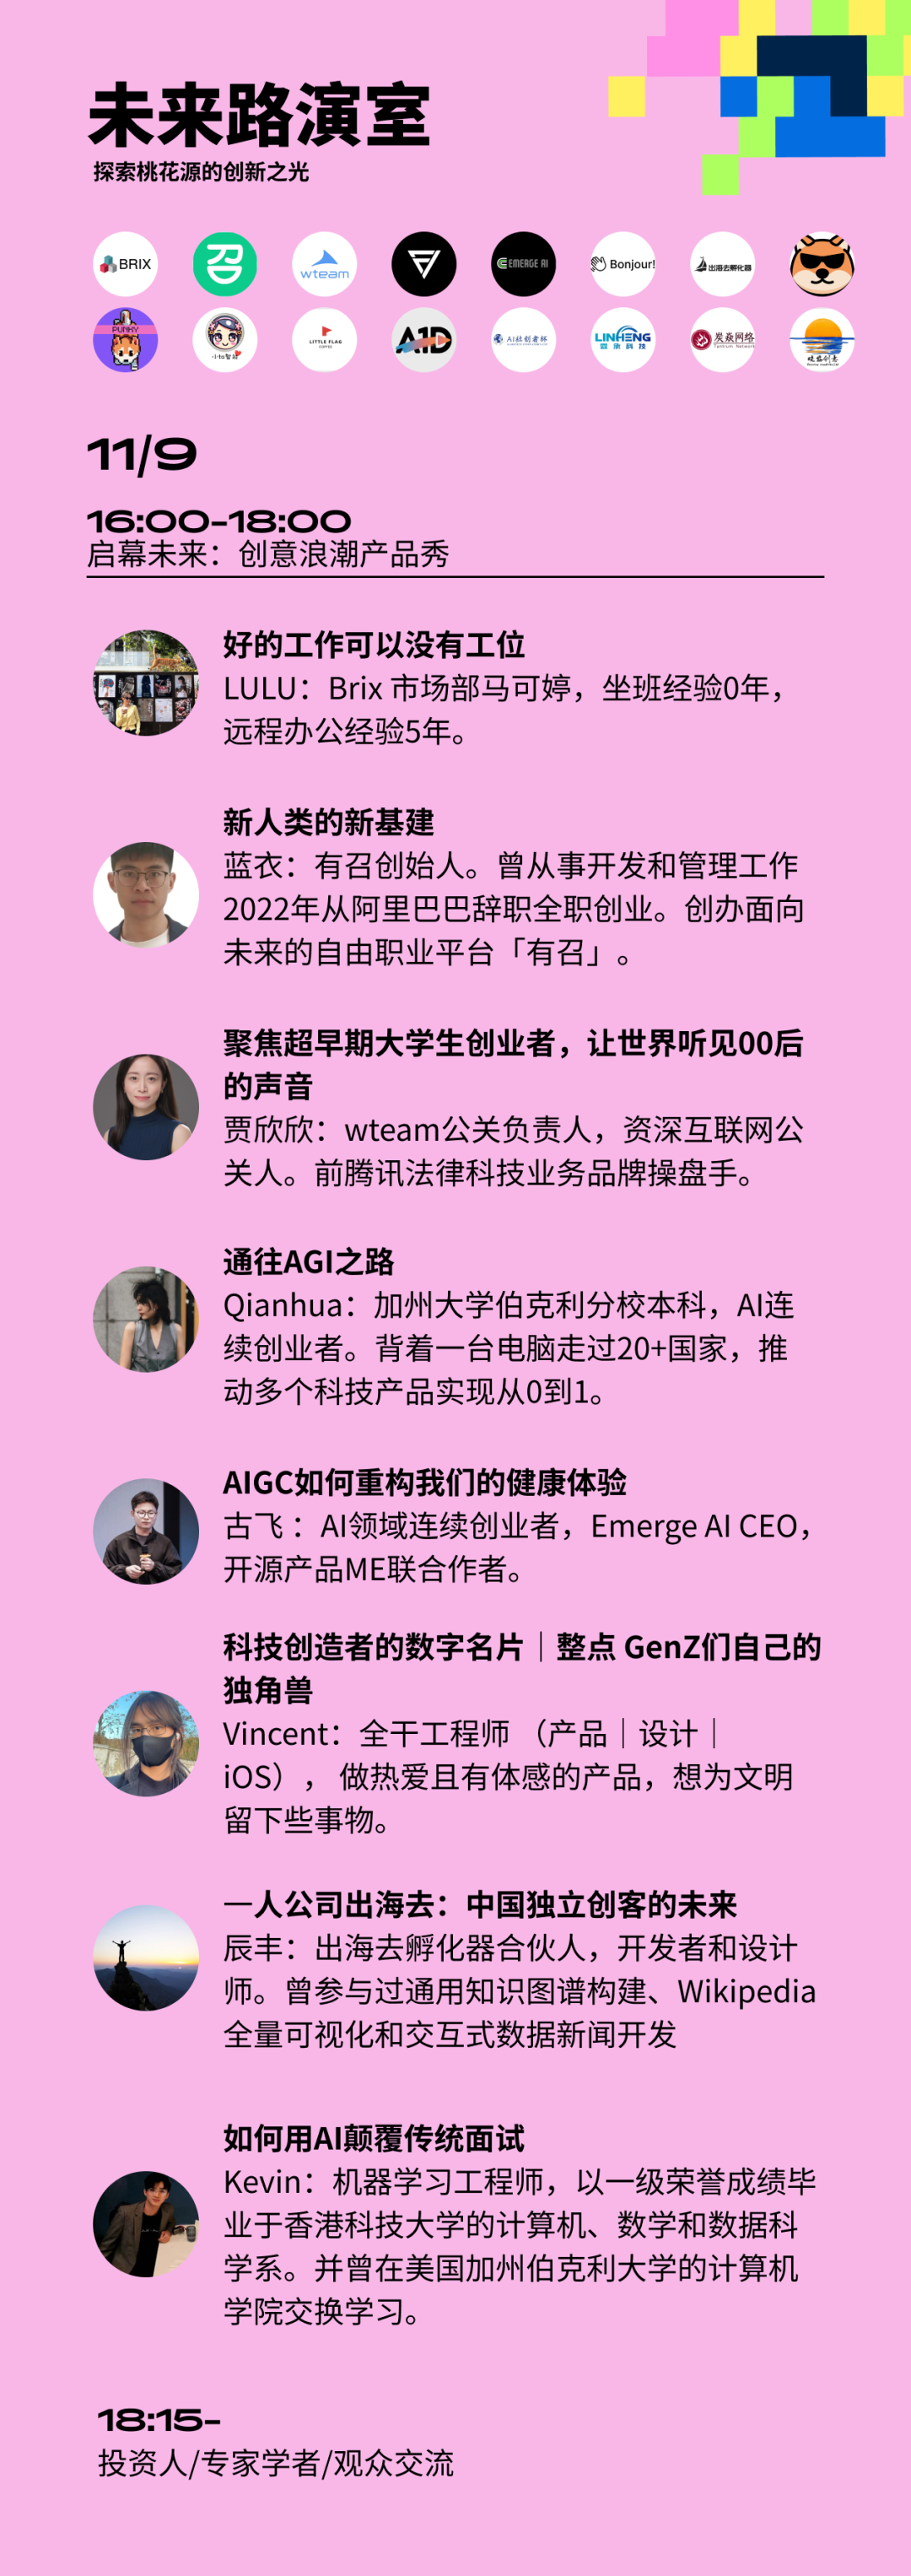 未来路演室
探索桃花源的创新之光
BRIX
召
wteam
EMERGE AI
Bonjour!
出海去孵化器
PUNKY
LITTLE FLAG
COFFEE
AID
AI社创者杯
LINHENG
炭焱网络
11/9
16:00-18:00
启幕未来：创意浪潮产品秀
好的工作可以没有工位
LULU：Brix 市场部马可婷，坐班经验0年，
远程办公经验5年。
新人类的新基建
蓝衣：有召创始人。曾从事开发和管理工作
2022年从阿里巴巴辞职全职创业。创办面向
未来的自由职业平台「有召」。
聚焦超早期大学生创业者，让世界听见00后
的声音
贾欣欣：wteam公关负责人，资深互联网公
关人。前腾讯法律科技业务品牌操盘手。
通往AGI之路
Qianhua：加州大学伯克利分校本科，AI连
续创业者。背着一台电脑走过20+国家，推
动多个科技产品实现从0到1。
AIGC如何重构我们的健康体验
古飞 ：AI领域连续创业者，Emerge AI CEO，
开源产品ME联合作者。
科技创造者的数字名片｜整点 GenZ们自己的
独角兽
Vincent：全干工程师 （产品｜设计｜
iOS）， 做热爱且有体感的产品，想为文明
留下些事物。
一人公司出海去：中国独立创客的未来
辰丰：出海去孵化器合伙人，开发者和设计
师。曾参与过通用知识图谱构建、Wikipedia
全量可视化和交互式数据新闻开发
如何用AI颠覆传统面试
Kevin：机器学习工程师，以一级荣誉成绩毕
业于香港科技大学的计算机、数学和数据科
学系。并曾在美国加州伯克利大学的计算机
学院交换学习。
18:15-
投资人/专家学者/观众交流